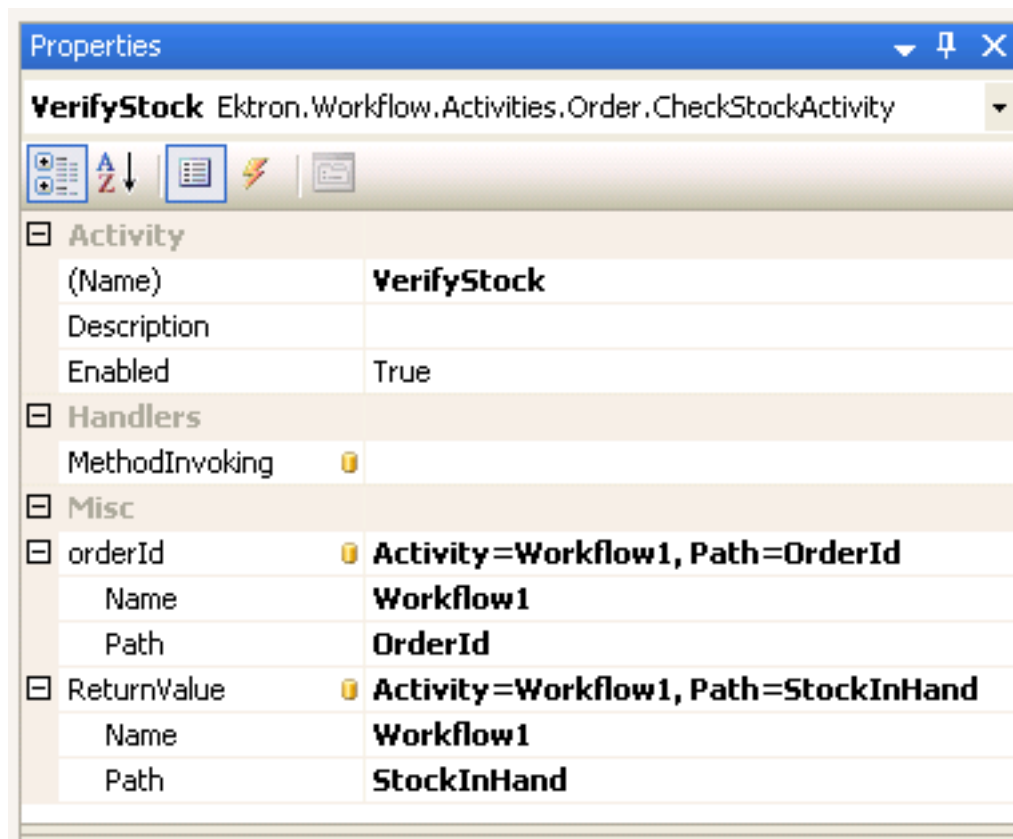 Properties
VerifyStock Ektron.Workflow.Activities.Order.CheckStockActivity
A
Z
Activity
(Name) VerifyStock
Description
Enabled True
Handlers
MethodInvoking
Misc
orderId Activity=Workflow1, Path=OrderId
Name Workflow1
Path OrderId
ReturnValue Activity=Workflow1, Path=StockInHand
Name Workflow1
Path StockInHand